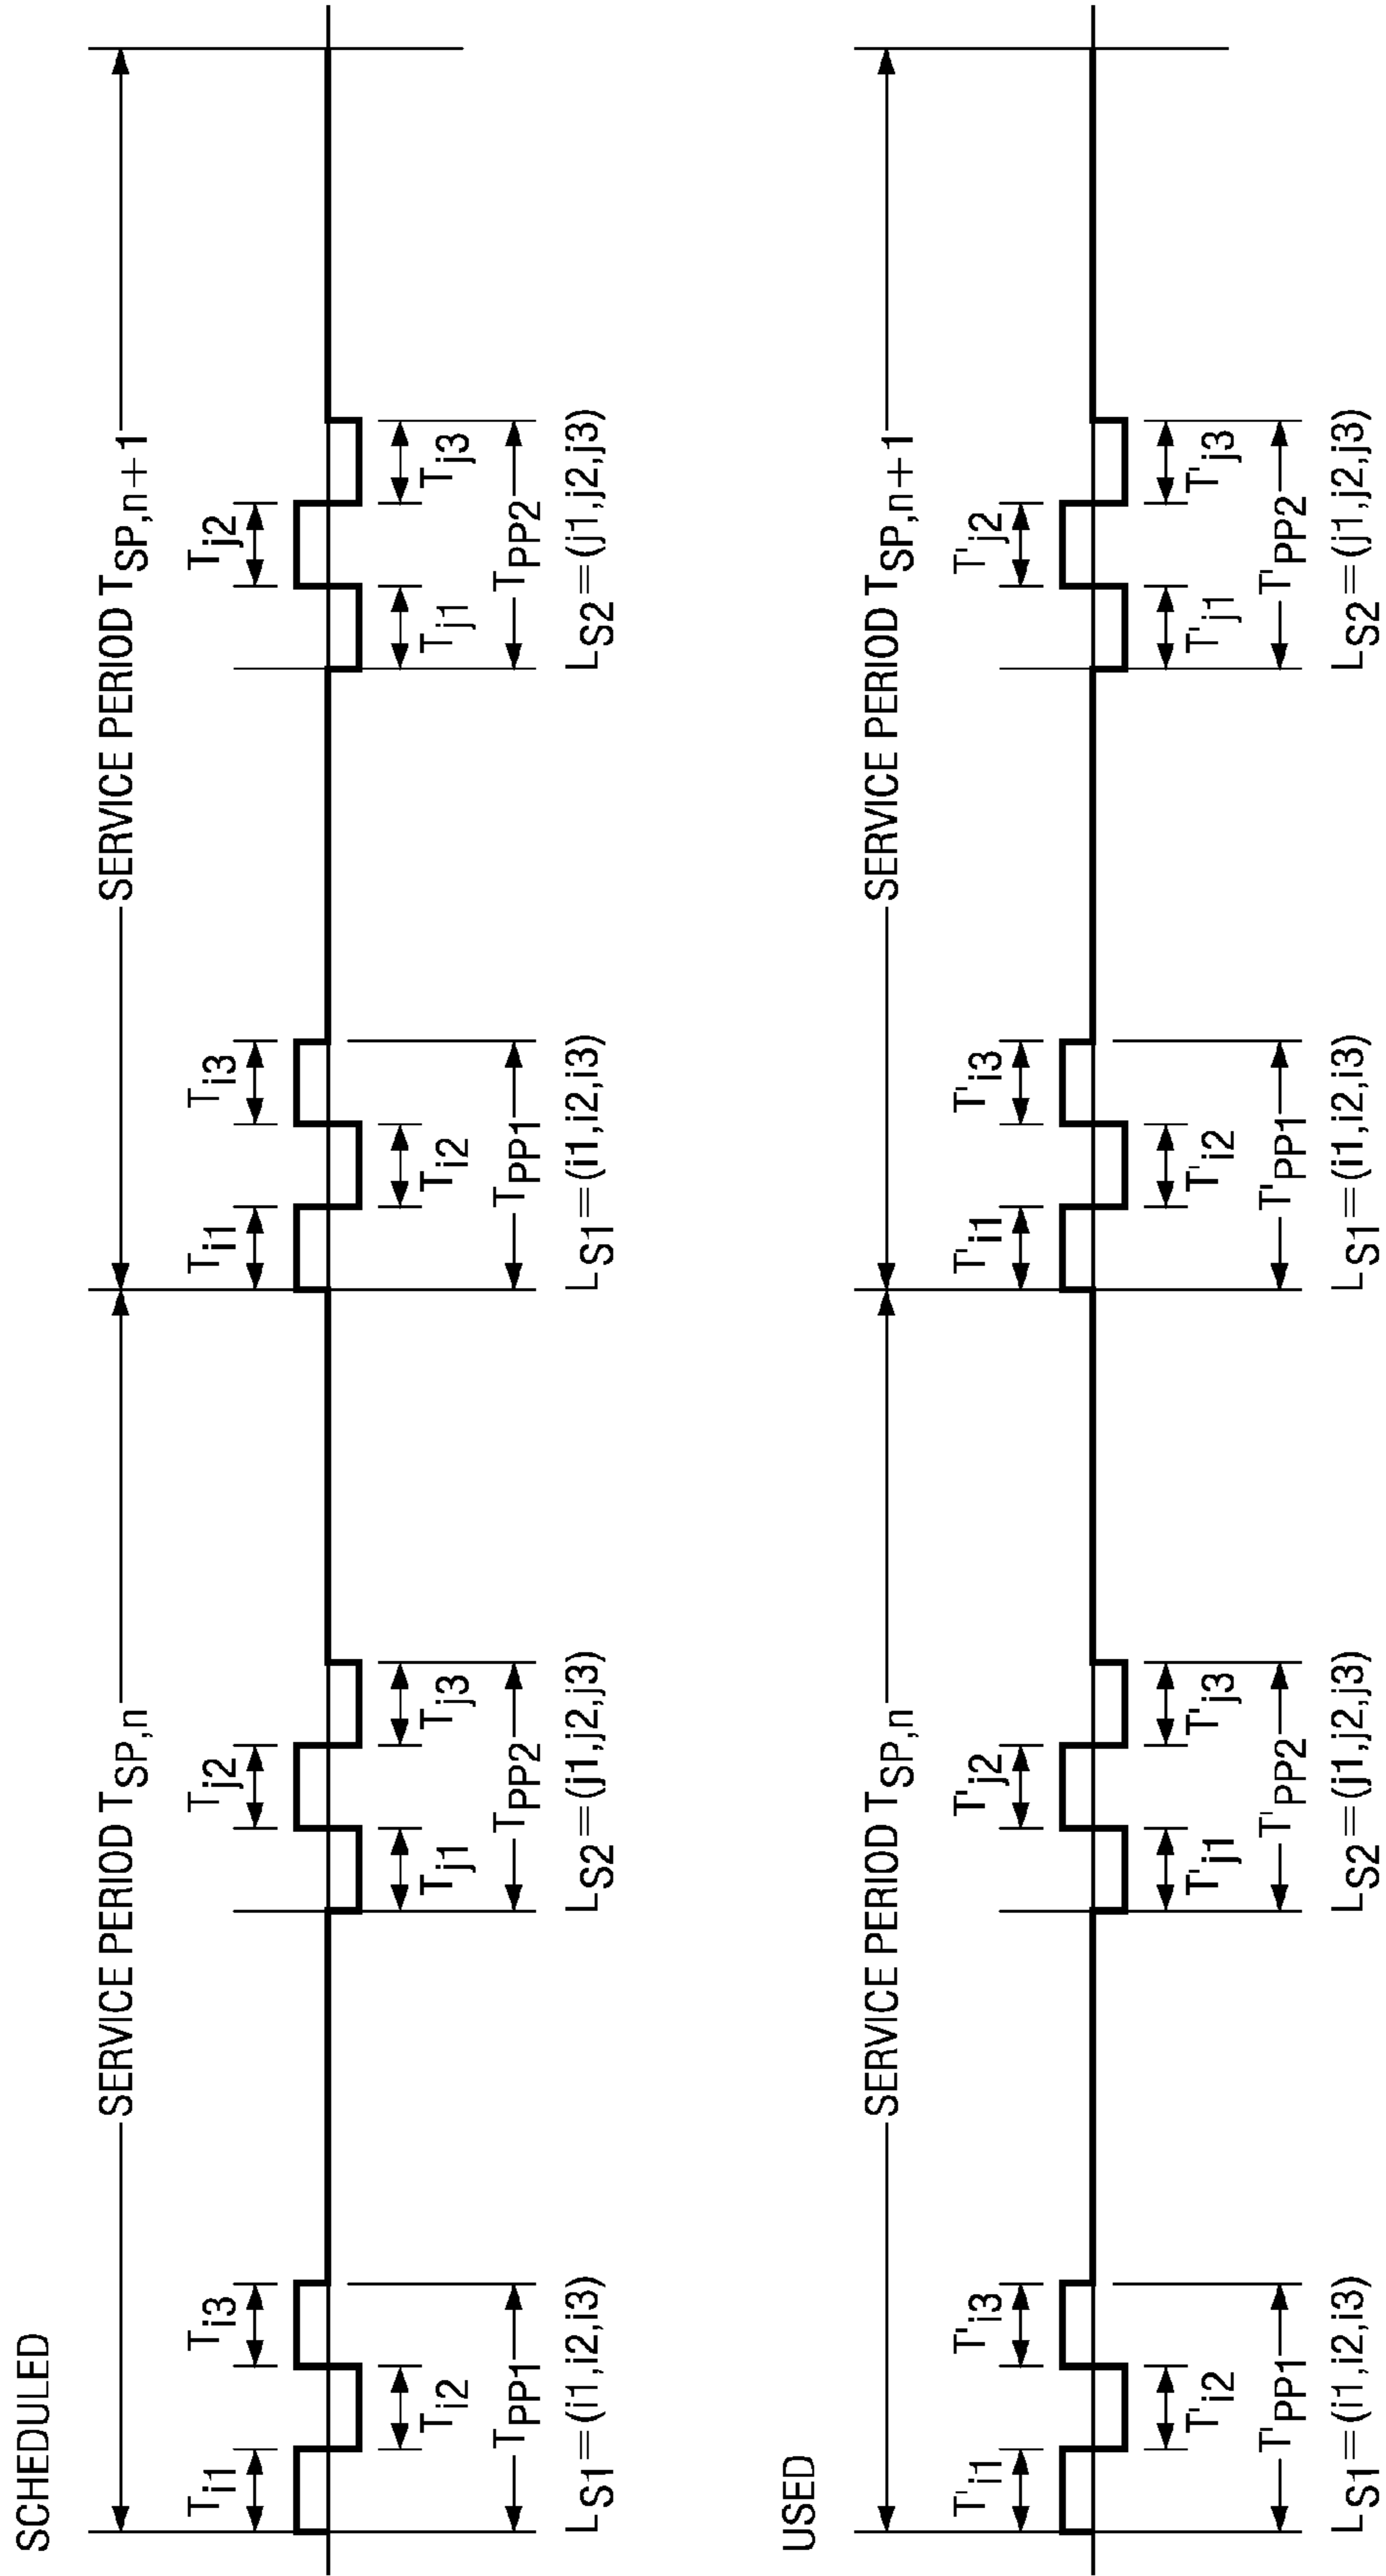 SCHEDULED
SERVICE PERIOD T_SP,n SERVICE PERIOD T_SP,n+1
T_i1 T_i3 T_j2 T_i1 T_i3 T_j2
T_i2 T_j1 T_j3 T_i2 T_j1 T_j3
T_PP1 T_PP2 T_PP1 T_PP2
L_S1=(i1,i2,i3) L_S2=(j1,j2,j3) L_S1=(i1,i2,i3) L_S2=(j1,j2,j3)
USED
SERVICE PERIOD T_SP,n SERVICE PERIOD T_SP,n+1
T'_i1 T'_i3 T'_j2 T'_i1 T'_i3 T'_j2
T'_i2 T'_j1 T'_j3 T'_i2 T'_j1 T'_j3
T'_PP1 T'_PP2 T'_PP1 T'_PP2
L_S1=(i1,i2,i3) L_S2=(j1,j2,j3) L_S1=(i1,i2,i3) L_S2=(j1,j2,j3)